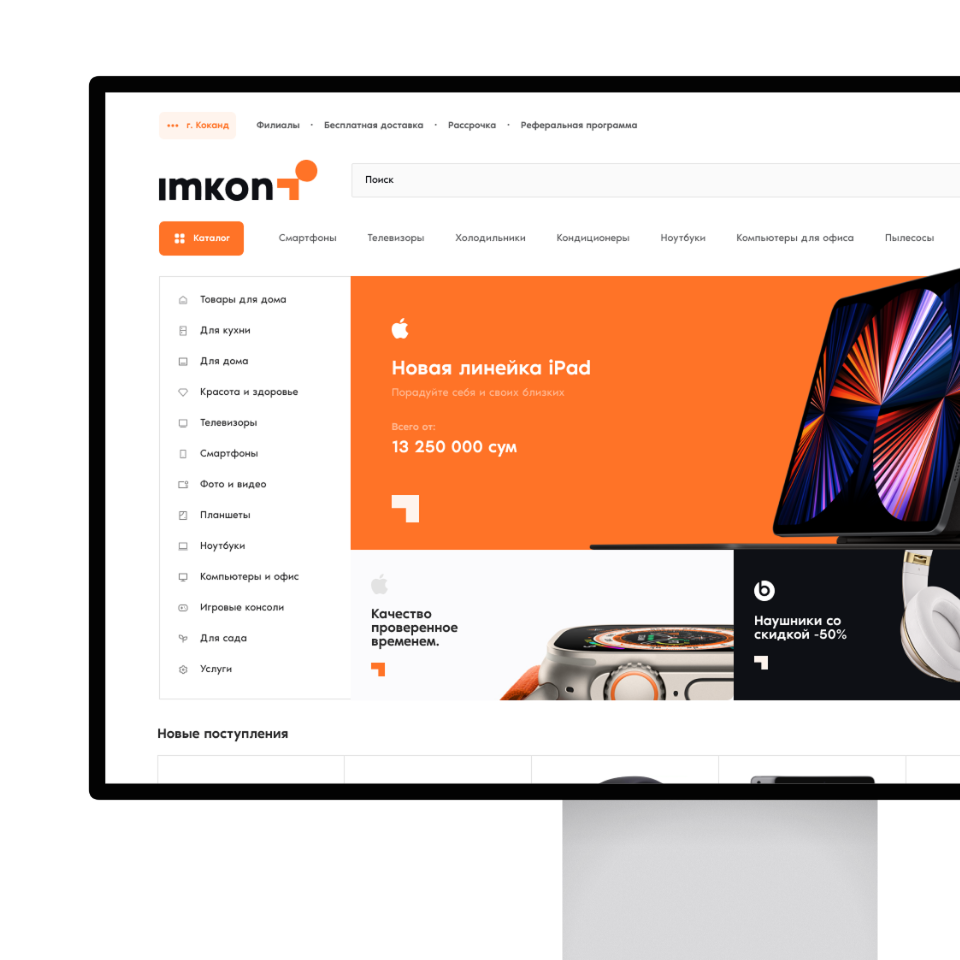 г. Коканд
Филиалы · Бесплатная доставка · Рассрочка · Реферальная программа
ımkon
Поиск
Каталог
Смартфоны Телевизоры Холодильники Кондиционеры Ноутбуки Компьютеры для офиса Пылесосы
Товары для дома
Для кухни
Для дома
Красота и здоровье
Телевизоры
Смартфоны
Фото и видео
Планшеты
Ноутбуки
Компьютеры и офис
Игровые консоли
Для сада
Услуги
Новая линейка iPad
Порадуйте себя и своих близких
Всего от:
13 250 000 сум
Качество
проверенное
временем.
Наушники со
скидкой -50%
Новые поступления